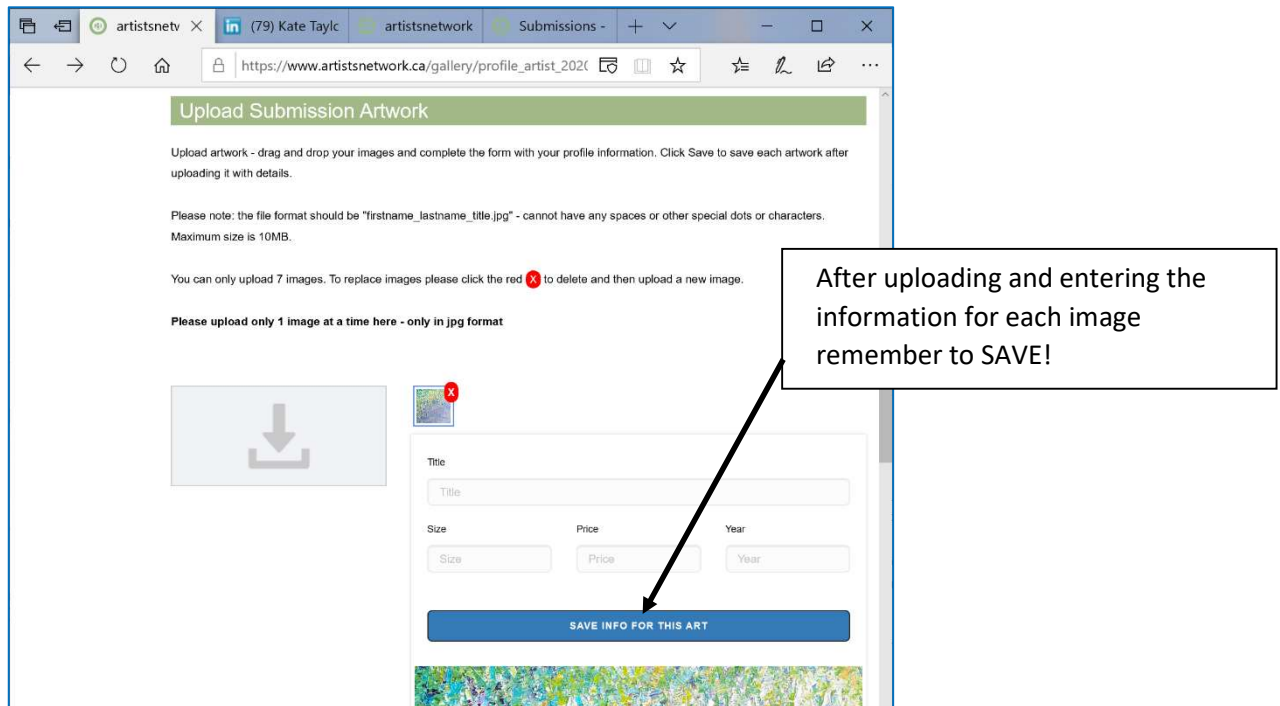 artistsnetw
(79) Kate Taylc
artistsnetwork
Submissions -
https://www.artistsnetwork.ca/gallery/profile_artist_202(
Upload Submission Artwork
Upload artwork - drag and drop your images and complete the form with your profile information. Click Save to save each artwork after
uploading it with details.
Please note: the file format should be "firstname_lastname_title.jpg" - cannot have any spaces or other special dots or characters.
Maximum size is 10MB.
You can only upload 7 images. To replace images please click the red X to delete and then upload a new image.
Please upload only 1 image at a time here - only in jpg format
After uploading and entering the
information for each image
remember to SAVE!
X
Title
Title
Size Price Year
Size Price Year
SAVE INFO FOR THIS ART